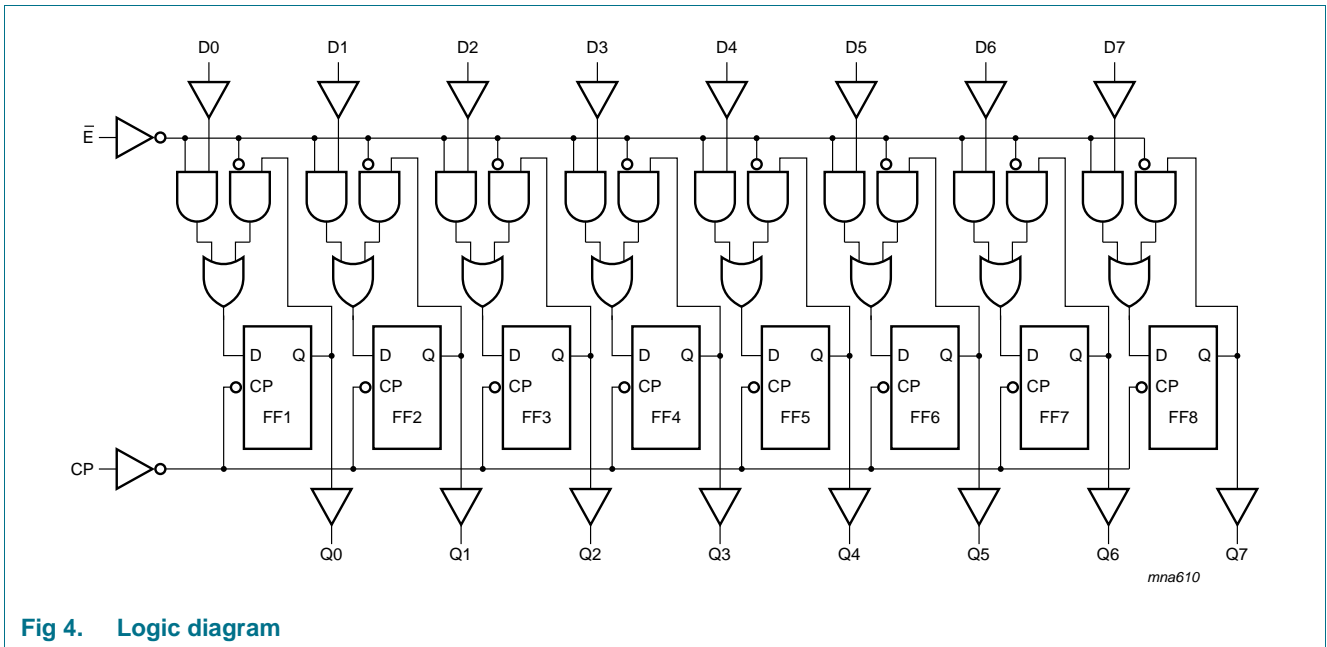 D0 D1 D2 D3 D4 D5 D6 D7
E̅
D Q D Q D Q D Q D Q D Q D Q D Q
CP CP CP CP CP CP CP CP
FF1 FF2 FF3 FF4 FF5 FF6 FF7 FF8
CP
Q0 Q1 Q2 Q3 Q4 Q5 Q6 Q7
mna610
Fig 4. Logic diagram